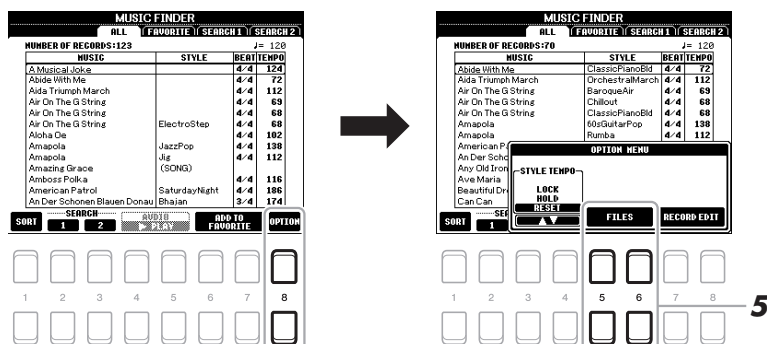 MUSIC FINDER
ALL FAVORITE SEARCH 1 SEARCH 2
NUMBER OF RECORDS:123 ♩= 120
MUSIC STYLE BEAT TEMPO
A Musical Joke 4/4 124
Abide With Me 4/4 72
Aida Triumph March 4/4 112
Air On The G String 4/4 69
Air On The G String 4/4 68
Air On The G String ElectroStep 4/4 68
Aloha Oe 4/4 102
Amapola JazzPop 4/4 138
Amapola Jig 4/4 112
Amazing Grace (SONG)
Amboss Polka 4/4 116
American Patrol SaturdayNight 4/4 186
An Der Schonen Blauen Donau Bhajan 3/4 174
SORT SEARCH 1 2 AUDIO ▶ PLAY ADD TO FAVORITE OPTION
1 2 3 4 5 6 7 8
MUSIC FINDER
ALL FAVORITE SEARCH 1 SEARCH 2
NUMBER OF RECORDS:70 ♩= 120
MUSIC STYLE BEAT TEMPO
Abide With Me ClassicPianoBld 4/4 72
Aida Triumph March OrchestralMarch 4/4 112
Air On The G String BaroqueAir 4/4 69
Air On The G String Chillout 4/4 68
Air On The G String ClassicPianoBld 4/4 68
Amapola 60sGuitarPop 4/4 138
Amapola Rumba 4/4 112
American P
An Der Scho
Any Old Iron
Ave Maria
Beautiful Dr
Can Can
OPTION MENU
STYLE TEMPO
LOCK
HOLD
RESET
▲▼ FILES RECORD EDIT
SORT SE 1
1 2 3 4 5 6 7 8
5